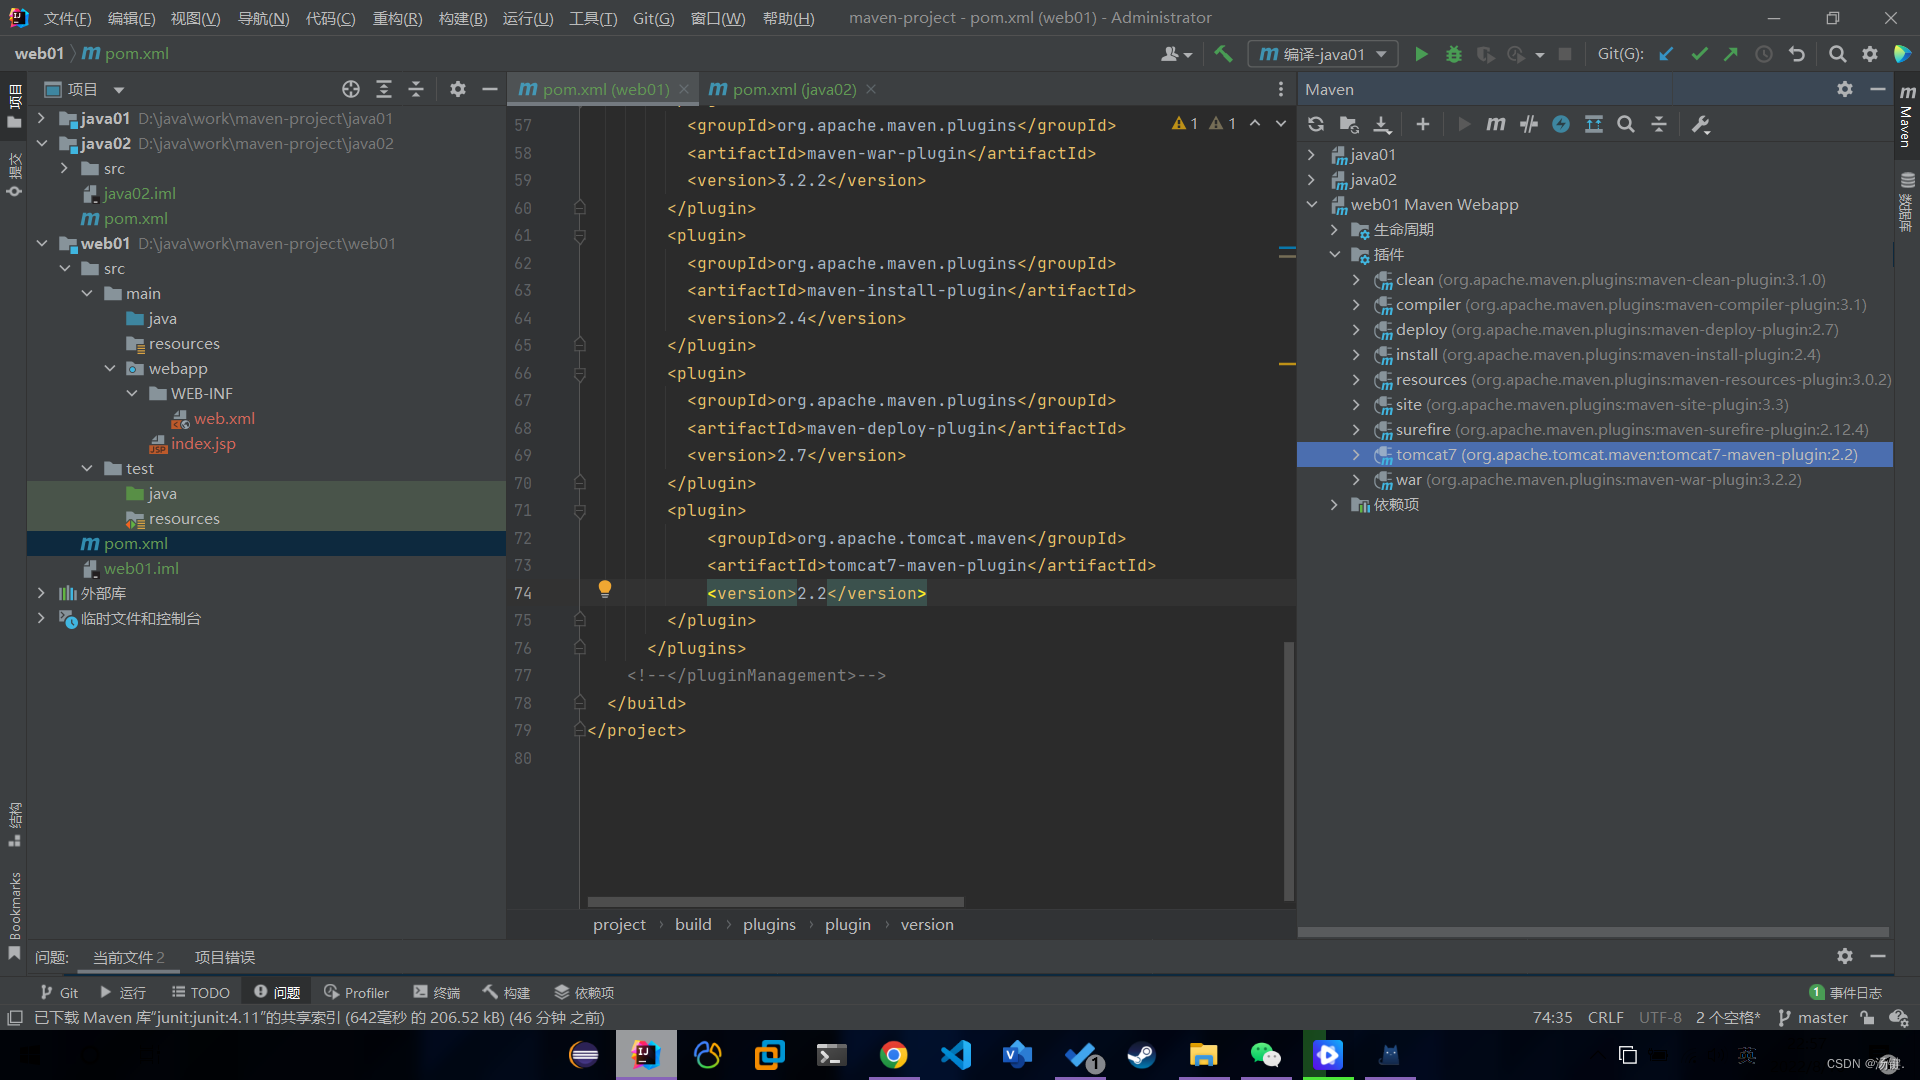 文件(F) 编辑(E) 视图(V) 导航(N) 代码(C) 重构(R) 构建(B) 运行(U) 工具(T) Git(G) 窗口(W) 帮助(H) maven-project - pom.xml (web01) - Administrator
web01 pom.xml 编译-java01 Git(G):
项目
pom.xml (web01) pom.xml (java02)
Maven
项目
提交
结构
Bookmarks
java01 D:\java\work\maven-project\java01
java02 D:\java\work\maven-project\java02
src
java02.iml
pom.xml
web01 D:\java\work\maven-project\web01
src
main
java
resources
webapp
WEB-INF
web.xml
index.jsp
test
java
resources
pom.xml
web01.iml
外部库
临时文件和控制台
57 <groupId>org.apache.maven.plugins</groupId>
58 <artifactId>maven-war-plugin</artifactId>
59 <version>3.2.2</version>
60 </plugin>
61 <plugin>
62 <groupId>org.apache.maven.plugins</groupId>
63 <artifactId>maven-install-plugin</artifactId>
64 <version>2.4</version>
65 </plugin>
66 <plugin>
67 <groupId>org.apache.maven.plugins</groupId>
68 <artifactId>maven-deploy-plugin</artifactId>
69 <version>2.7</version>
70 </plugin>
71 <plugin>
72 <groupId>org.apache.tomcat.maven</groupId>
73 <artifactId>tomcat7-maven-plugin</artifactId>
74 <version>2.2</version>
75 </plugin>
76 </plugins>
77 <!--</pluginManagement>-->
78 </build>
79 </project>
80
1 1
project › build › plugins › plugin › version
java01
java02
web01 Maven Webapp
生命周期
插件
clean (org.apache.maven.plugins:maven-clean-plugin:3.1.0)
compiler (org.apache.maven.plugins:maven-compiler-plugin:3.1)
deploy (org.apache.maven.plugins:maven-deploy-plugin:2.7)
install (org.apache.maven.plugins:maven-install-plugin:2.4)
resources (org.apache.maven.plugins:maven-resources-plugin:3.0.2)
site (org.apache.maven.plugins:maven-site-plugin:3.3)
surefire (org.apache.maven.plugins:maven-surefire-plugin:2.12.4)
tomcat7 (org.apache.tomcat.maven:tomcat7-maven-plugin:2.2)
war (org.apache.maven.plugins:maven-war-plugin:3.2.2)
依赖项
Maven
数据库
问题: 当前文件 2 项目错误
Git 运行 TODO 问题 Profiler 终端 构建 依赖项 1 事件日志
已下载 Maven 库“junit:junit:4.11”的共享索引 (642毫秒 的 206.52 kB) (46 分钟 之前) 74:35 CRLF UTF-8 2 个空格* master
1
英
CSDN @汤键.